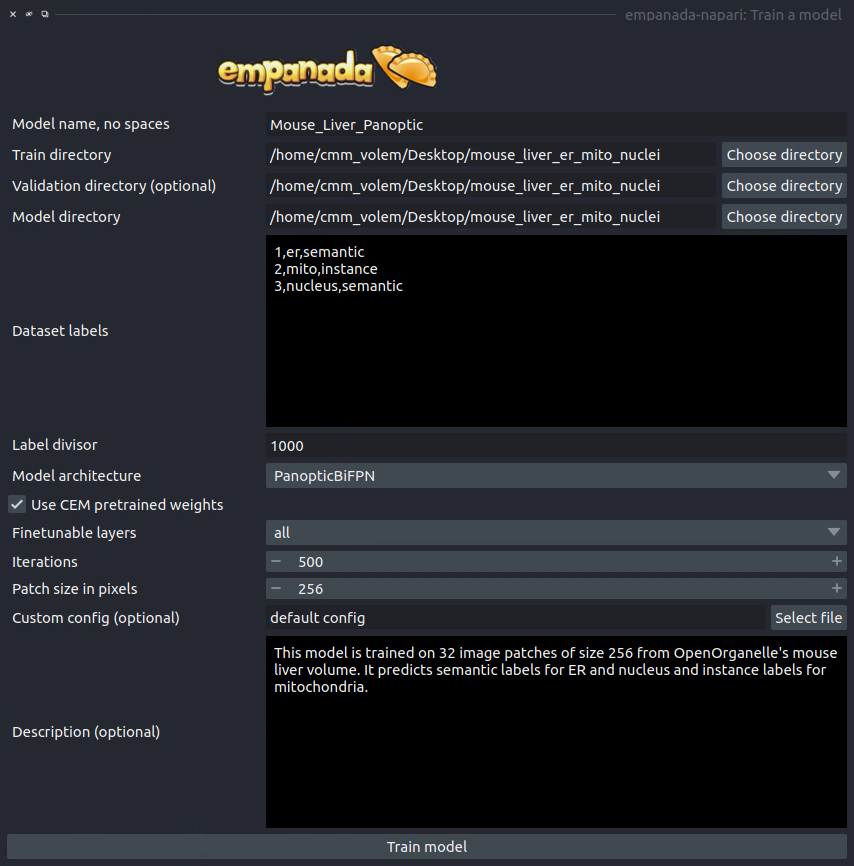 empanada-napari: Train a model
empanada
Model name, no spaces Mouse_Liver_Panoptic
Train directory /home/cmm_volem/Desktop/mouse_liver_er_mito_nuclei Choose directory
Validation directory (optional) /home/cmm_volem/Desktop/mouse_liver_er_mito_nuclei Choose directory
Model directory /home/cmm_volem/Desktop/mouse_liver_er_mito_nuclei Choose directory
Dataset labels
1,er,semantic
2,mito,instance
3,nucleus,semantic
Label divisor 1000
Model architecture PanopticBiFPN
Use CEM pretrained weights
Finetunable layers all
Iterations 500
Patch size in pixels 256
Custom config (optional) default config Select file
Description (optional)
This model is trained on 32 image patches of size 256 from OpenOrganelle's mouse
liver volume. It predicts semantic labels for ER and nucleus and instance labels for
mitochondria.
Train model